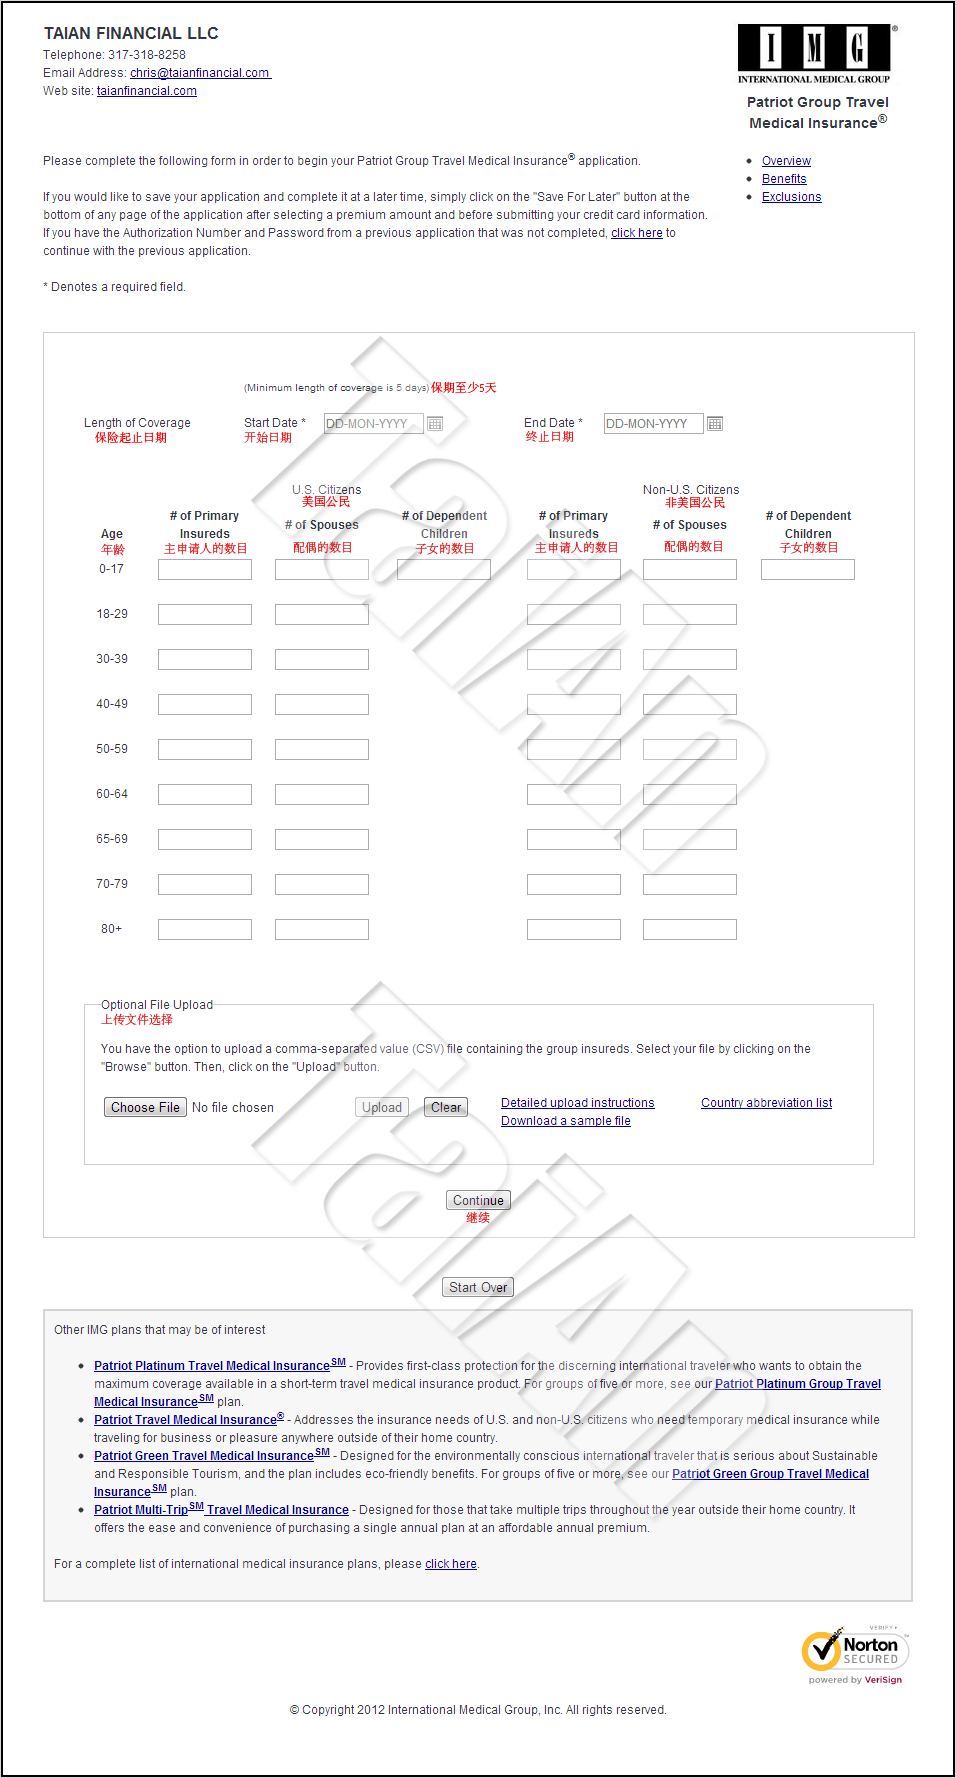 TAIAN FINANCIAL LLC
Telephone: 317-318-8258
Email Address: chris@taianfinancial.com
Web site: taianfinancial.com
IMG®
INTERNATIONAL MEDICAL GROUP
Patriot Group Travel
Medical Insurance®
Please complete the following form in order to begin your Patriot Group Travel Medical Insurance® application.
• Overview
• Benefits
• Exclusions
If you would like to save your application and complete it at a later time, simply click on the "Save For Later" button at the
bottom of any page of the application after selecting a premium amount and before submitting your credit card information.
If you have the Authorization Number and Password from a previous application that was not completed, click here to
continue with the previous application.
* Denotes a required field.
(Minimum length of coverage is 5 days) 保期至少5天
Length of Coverage Start Date * DD-MON-YYYY End Date * DD-MON-YYYY
保险起止日期 开始日期 终止日期
U.S. Citizens Non-U.S. Citizens
美国公民 非美国公民
Age # of Primary Insureds # of Spouses # of Dependent Children # of Primary Insureds # of Spouses # of Dependent Children
年龄 主申请人的数目 配偶的数目 子女的数目 主申请人的数目 配偶的数目 子女的数目
0-17
18-29
30-39
40-49
50-59
60-64
65-69
70-79
80+
TaiAn
Optional File Upload
上传文件选择
You have the option to upload a comma-separated value (CSV) file containing the group insureds. Select your file by clicking on the
"Browse" button. Then, click on the "Upload" button.
Choose File No file chosen Upload Clear Detailed upload instructions Country abbreviation list
Download a sample file
Continue
继续
TaiAn
Start Over
Other IMG plans that may be of interest
• Patriot Platinum Travel Medical Insurance℠ - Provides first-class protection for the discerning international traveler who wants to obtain the
maximum coverage available in a short-term travel medical insurance product. For groups of five or more, see our Patriot Platinum Group Travel
Medical Insurance℠ plan.
• Patriot Travel Medical Insurance® - Addresses the insurance needs of U.S. and non-U.S. citizens who need temporary medical insurance while
traveling for business or pleasure anywhere outside of their home country.
• Patriot Green Travel Medical Insurance℠ - Designed for the environmentally conscious international traveler that is serious about Sustainable
and Responsible Tourism, and the plan includes eco-friendly benefits. For groups of five or more, see our Patriot Green Group Travel Medical
Insurance℠ plan.
• Patriot Multi-Trip℠ Travel Medical Insurance - Designed for those that take multiple trips throughout the year outside their home country. It
offers the ease and convenience of purchasing a single annual plan at an affordable annual premium.
For a complete list of international medical insurance plans, please click here.
VERIFY
Norton™
SECURED
powered by VeriSign
© Copyright 2012 International Medical Group, Inc. All rights reserved.